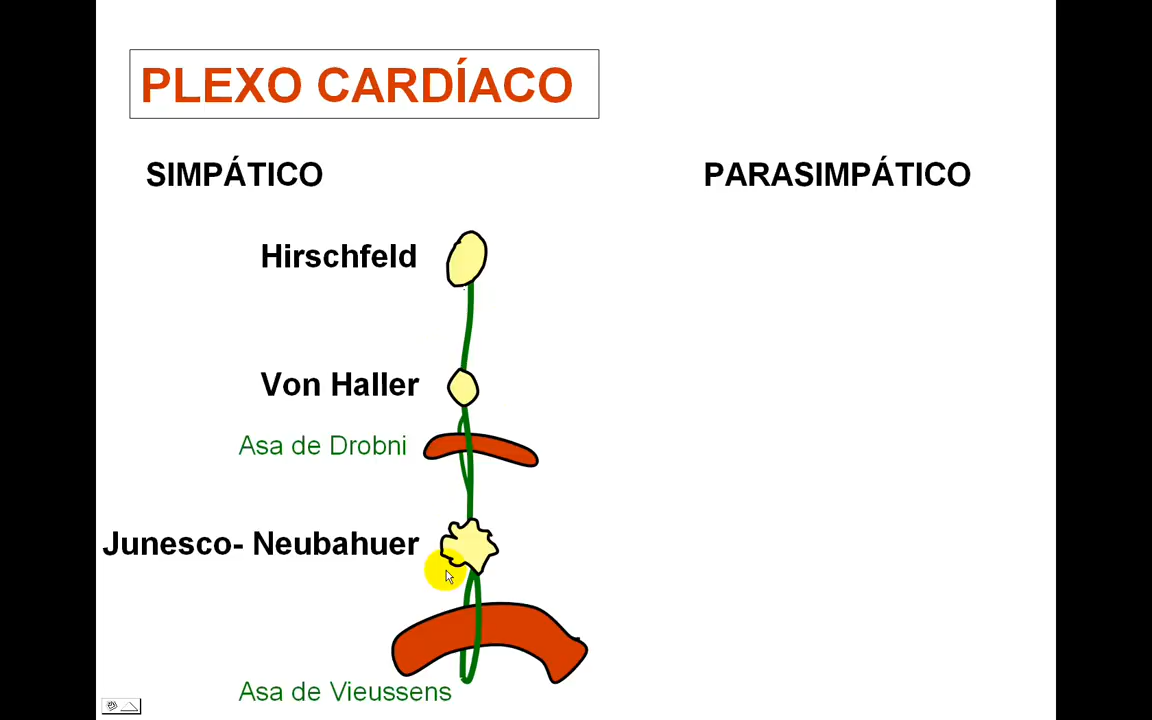 PLEXO CARDÍACO
SIMPÁTICO
PARASIMPÁTICO
Hirschfeld
Von Haller
Asa de Drobni
Junesco- Neubahuer
Asa de Vieussens